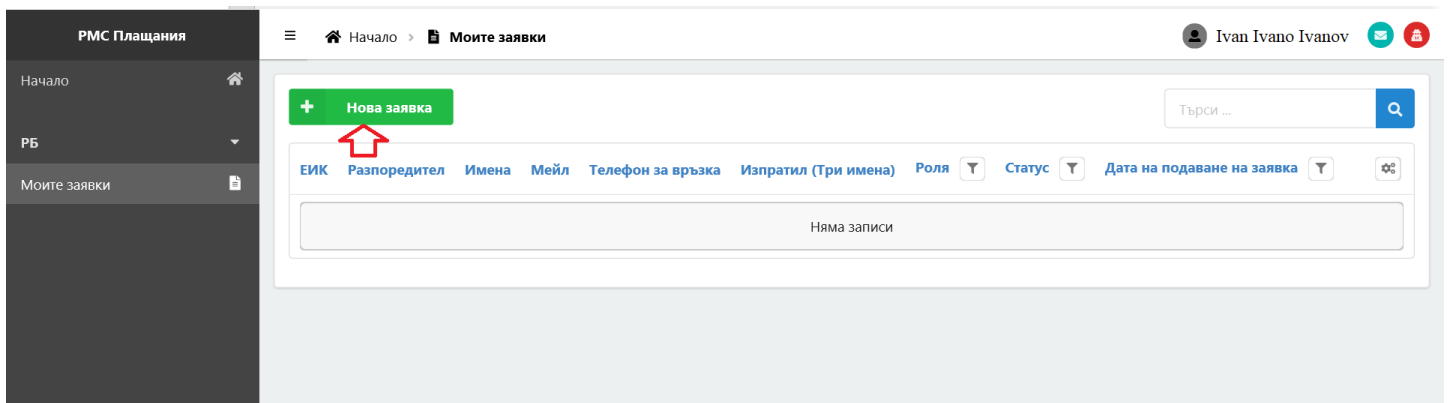 РМС Плащания
Начало
РБ
Моите заявки
Начало > Моите заявки
Ivan Ivano Ivanov
Нова заявка
Търси ...
ЕИК Разпоредител Имена Мейл Телефон за връзка Изпратил (Три имена) Роля Статус Дата на подаване на заявка
Няма записи